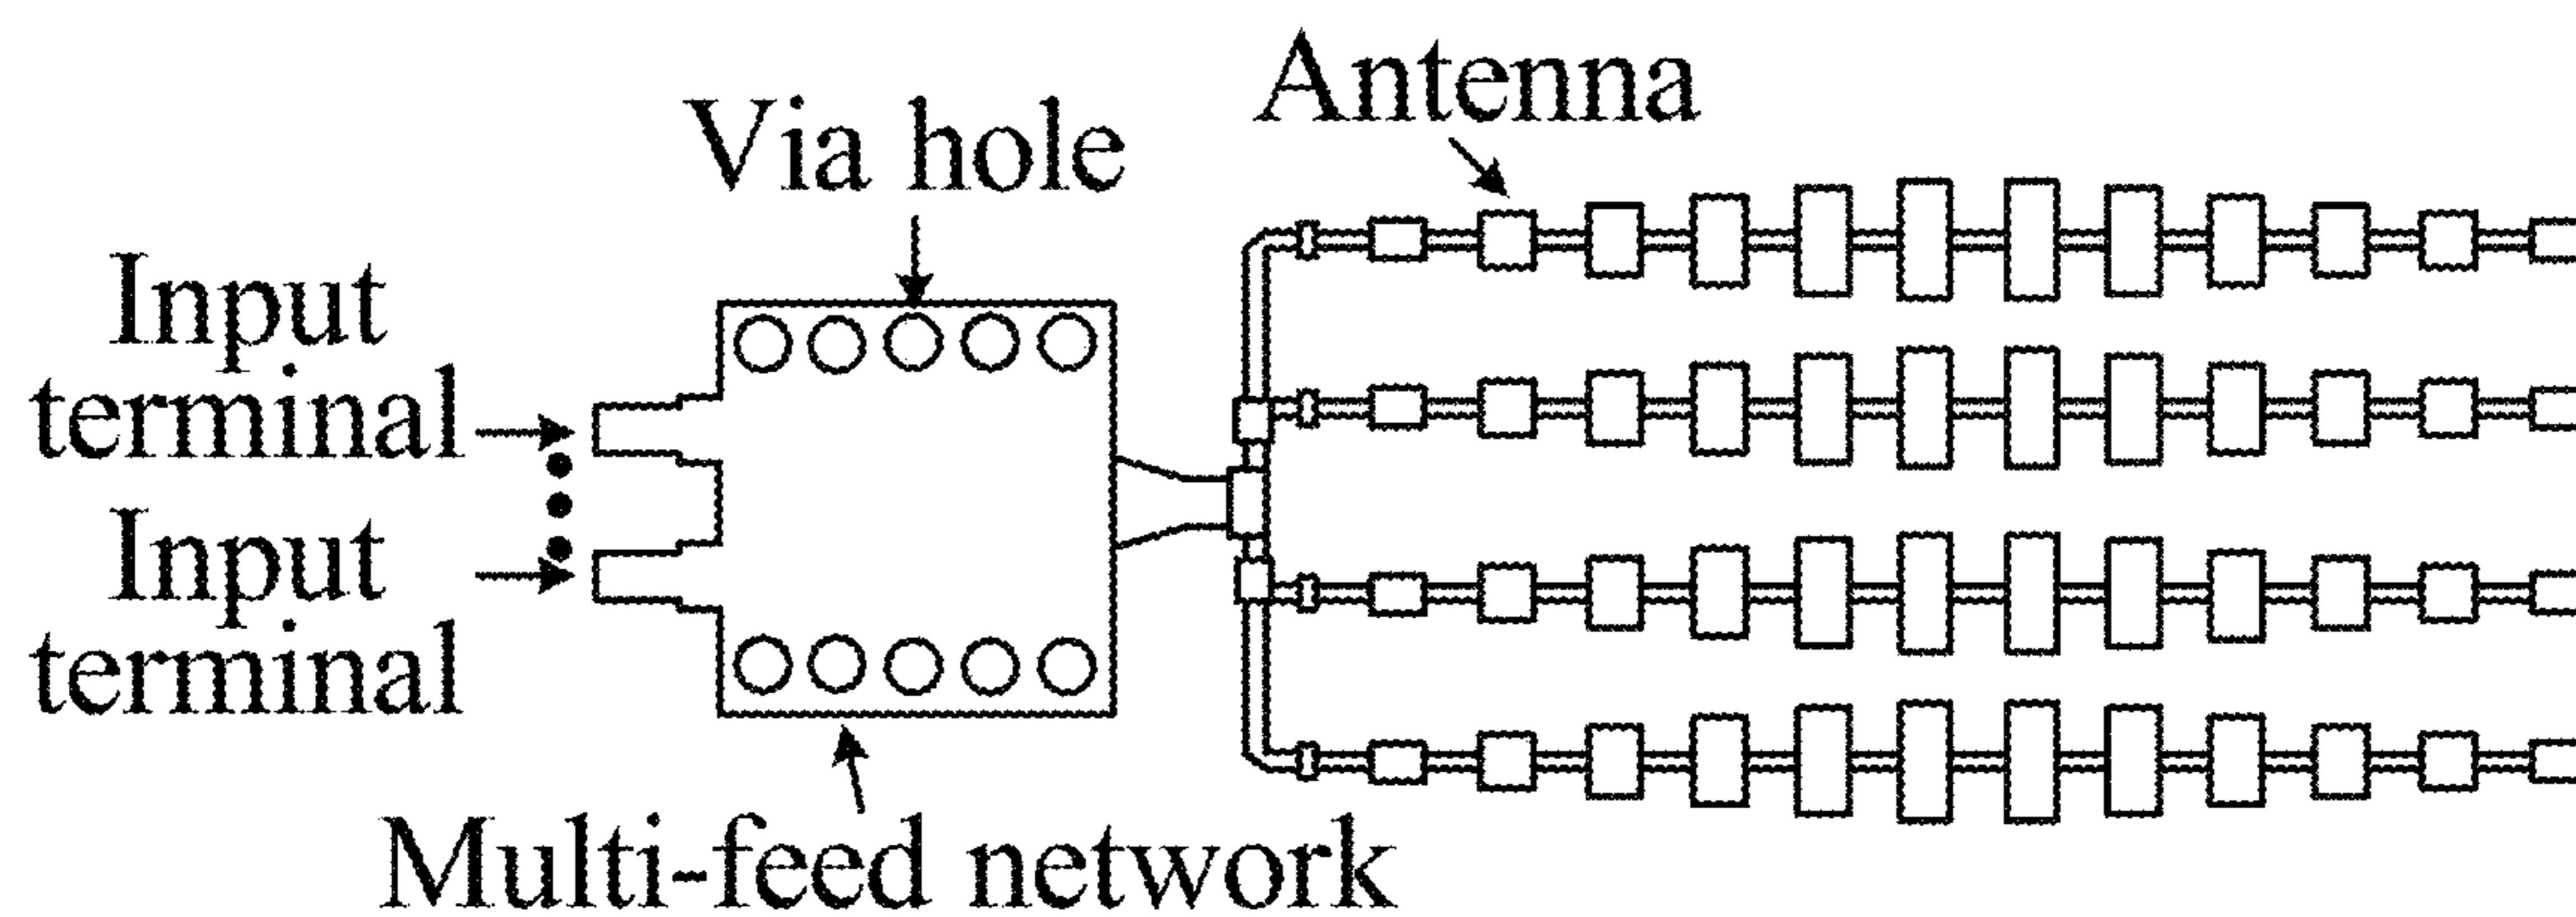 Antenna
Via hole
Input
terminal
Input
terminal
Multi-feed network